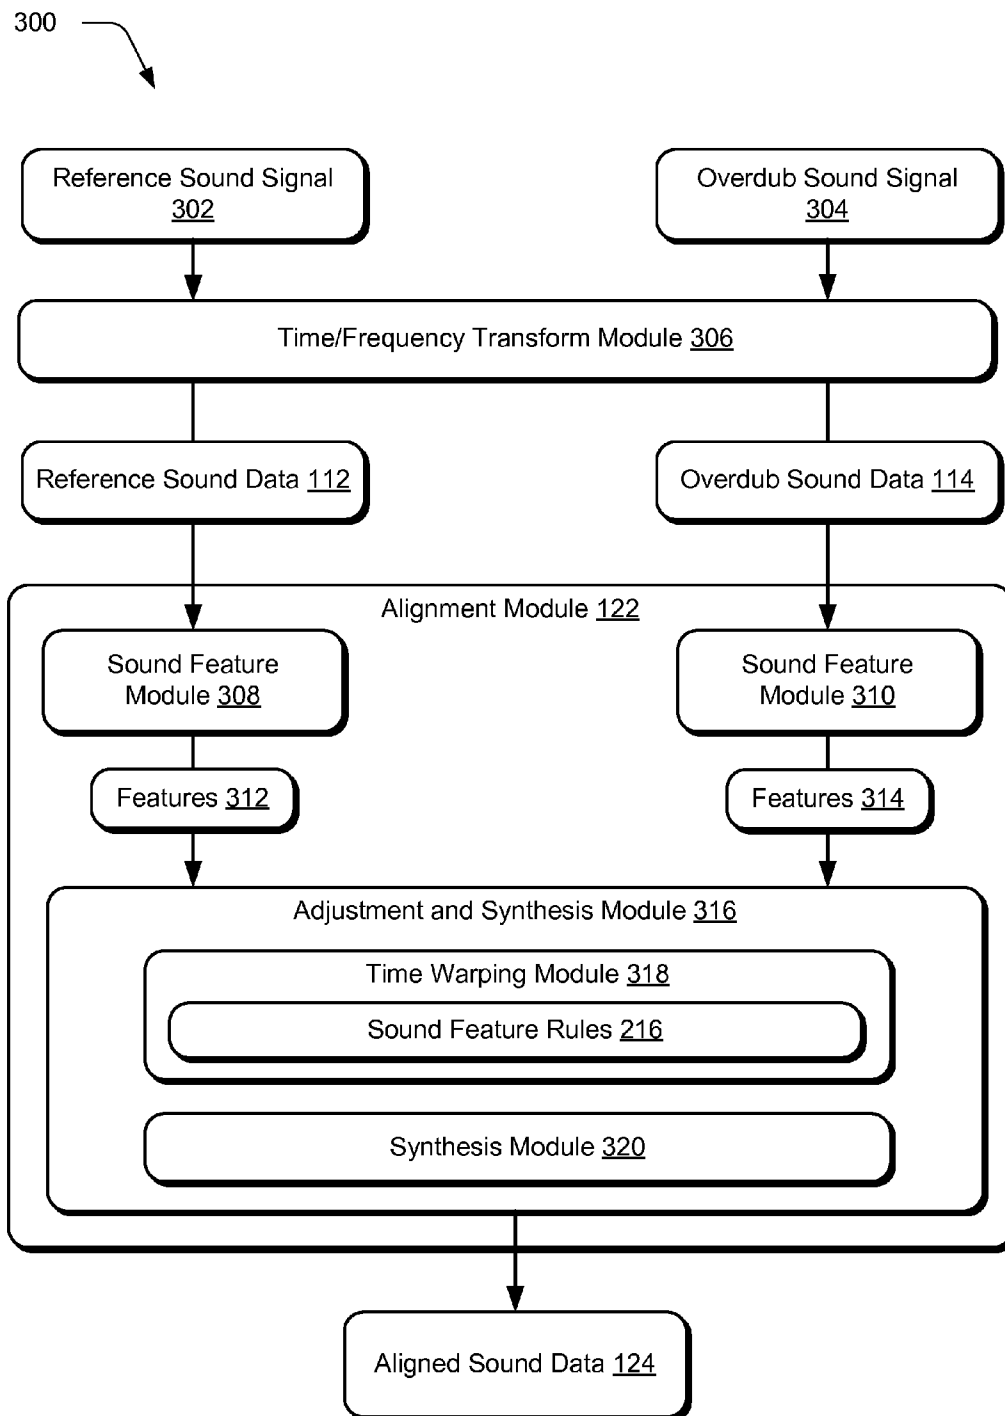 300
Reference Sound Signal
302
Overdub Sound Signal
304
Time/Frequency Transform Module 306
Reference Sound Data 112
Overdub Sound Data 114
Alignment Module 122
Sound Feature
Module 308
Sound Feature
Module 310
Features 312
Features 314
Adjustment and Synthesis Module 316
Time Warping Module 318
Sound Feature Rules 216
Synthesis Module 320
Aligned Sound Data 124